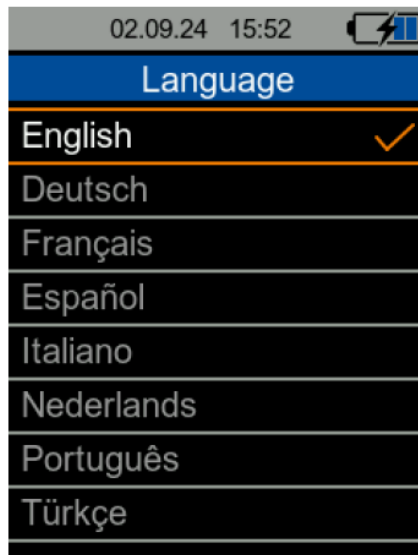 02.09.24 15:52
Language
English
Deutsch
Français
Español
Italiano
Nederlands
Português
Türkçe